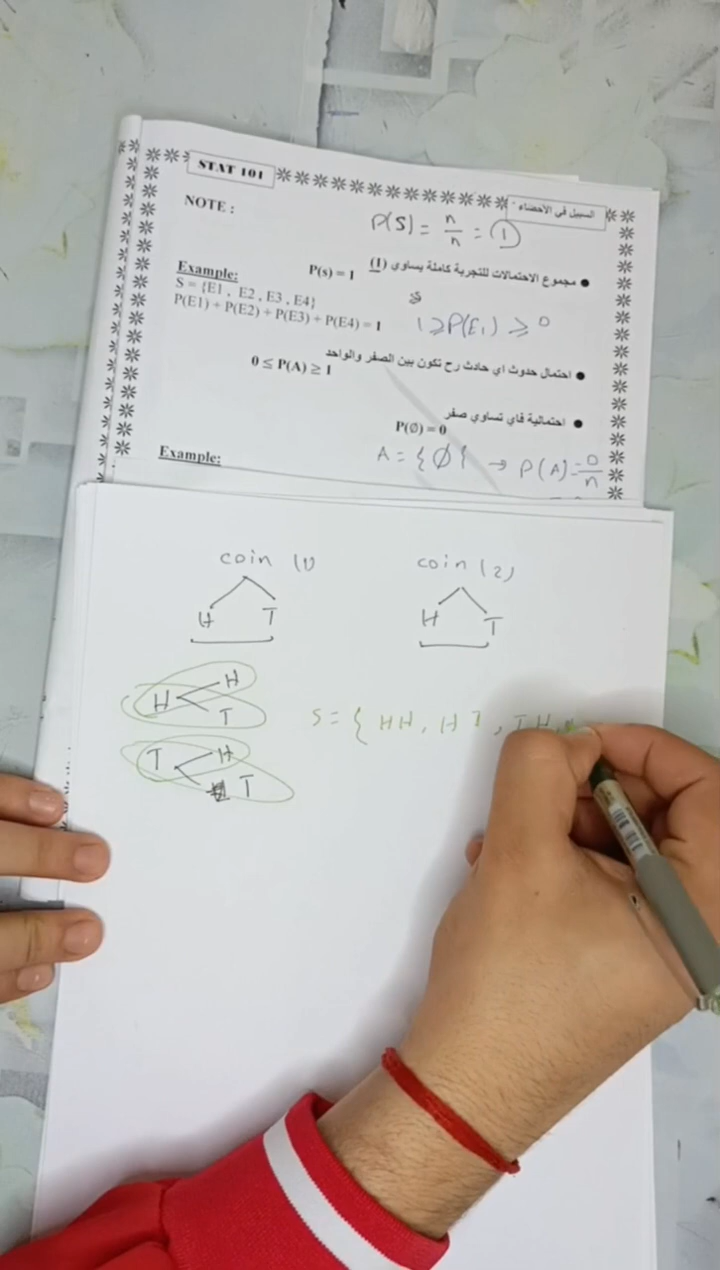 STAT 101
السبيل في الأحضاء
NOTE :
P(S) = n/n = 1
● مجموع الاحتمالات للتجربة كاملة يساوي (1)
P(s) = 1
Example:
S = {E1 , E2 , E3 , E4}
P(E1) + P(E2) + P(E3) + P(E4) = 1
1 ≥ P(E1) ≥ 0
● احتمال حدوث اي حادث رح تكون بين الصفر والواحد
0 ≤ P(A) ≥ 1
● احتمالية فاي تساوي صفر
P(∅) = 0
A = { ∅ } → P(A) = 0/n
Example:
coin (1) coin (2)
H T H T
H H
T
S = { HH , HT , TH ,
T H
T